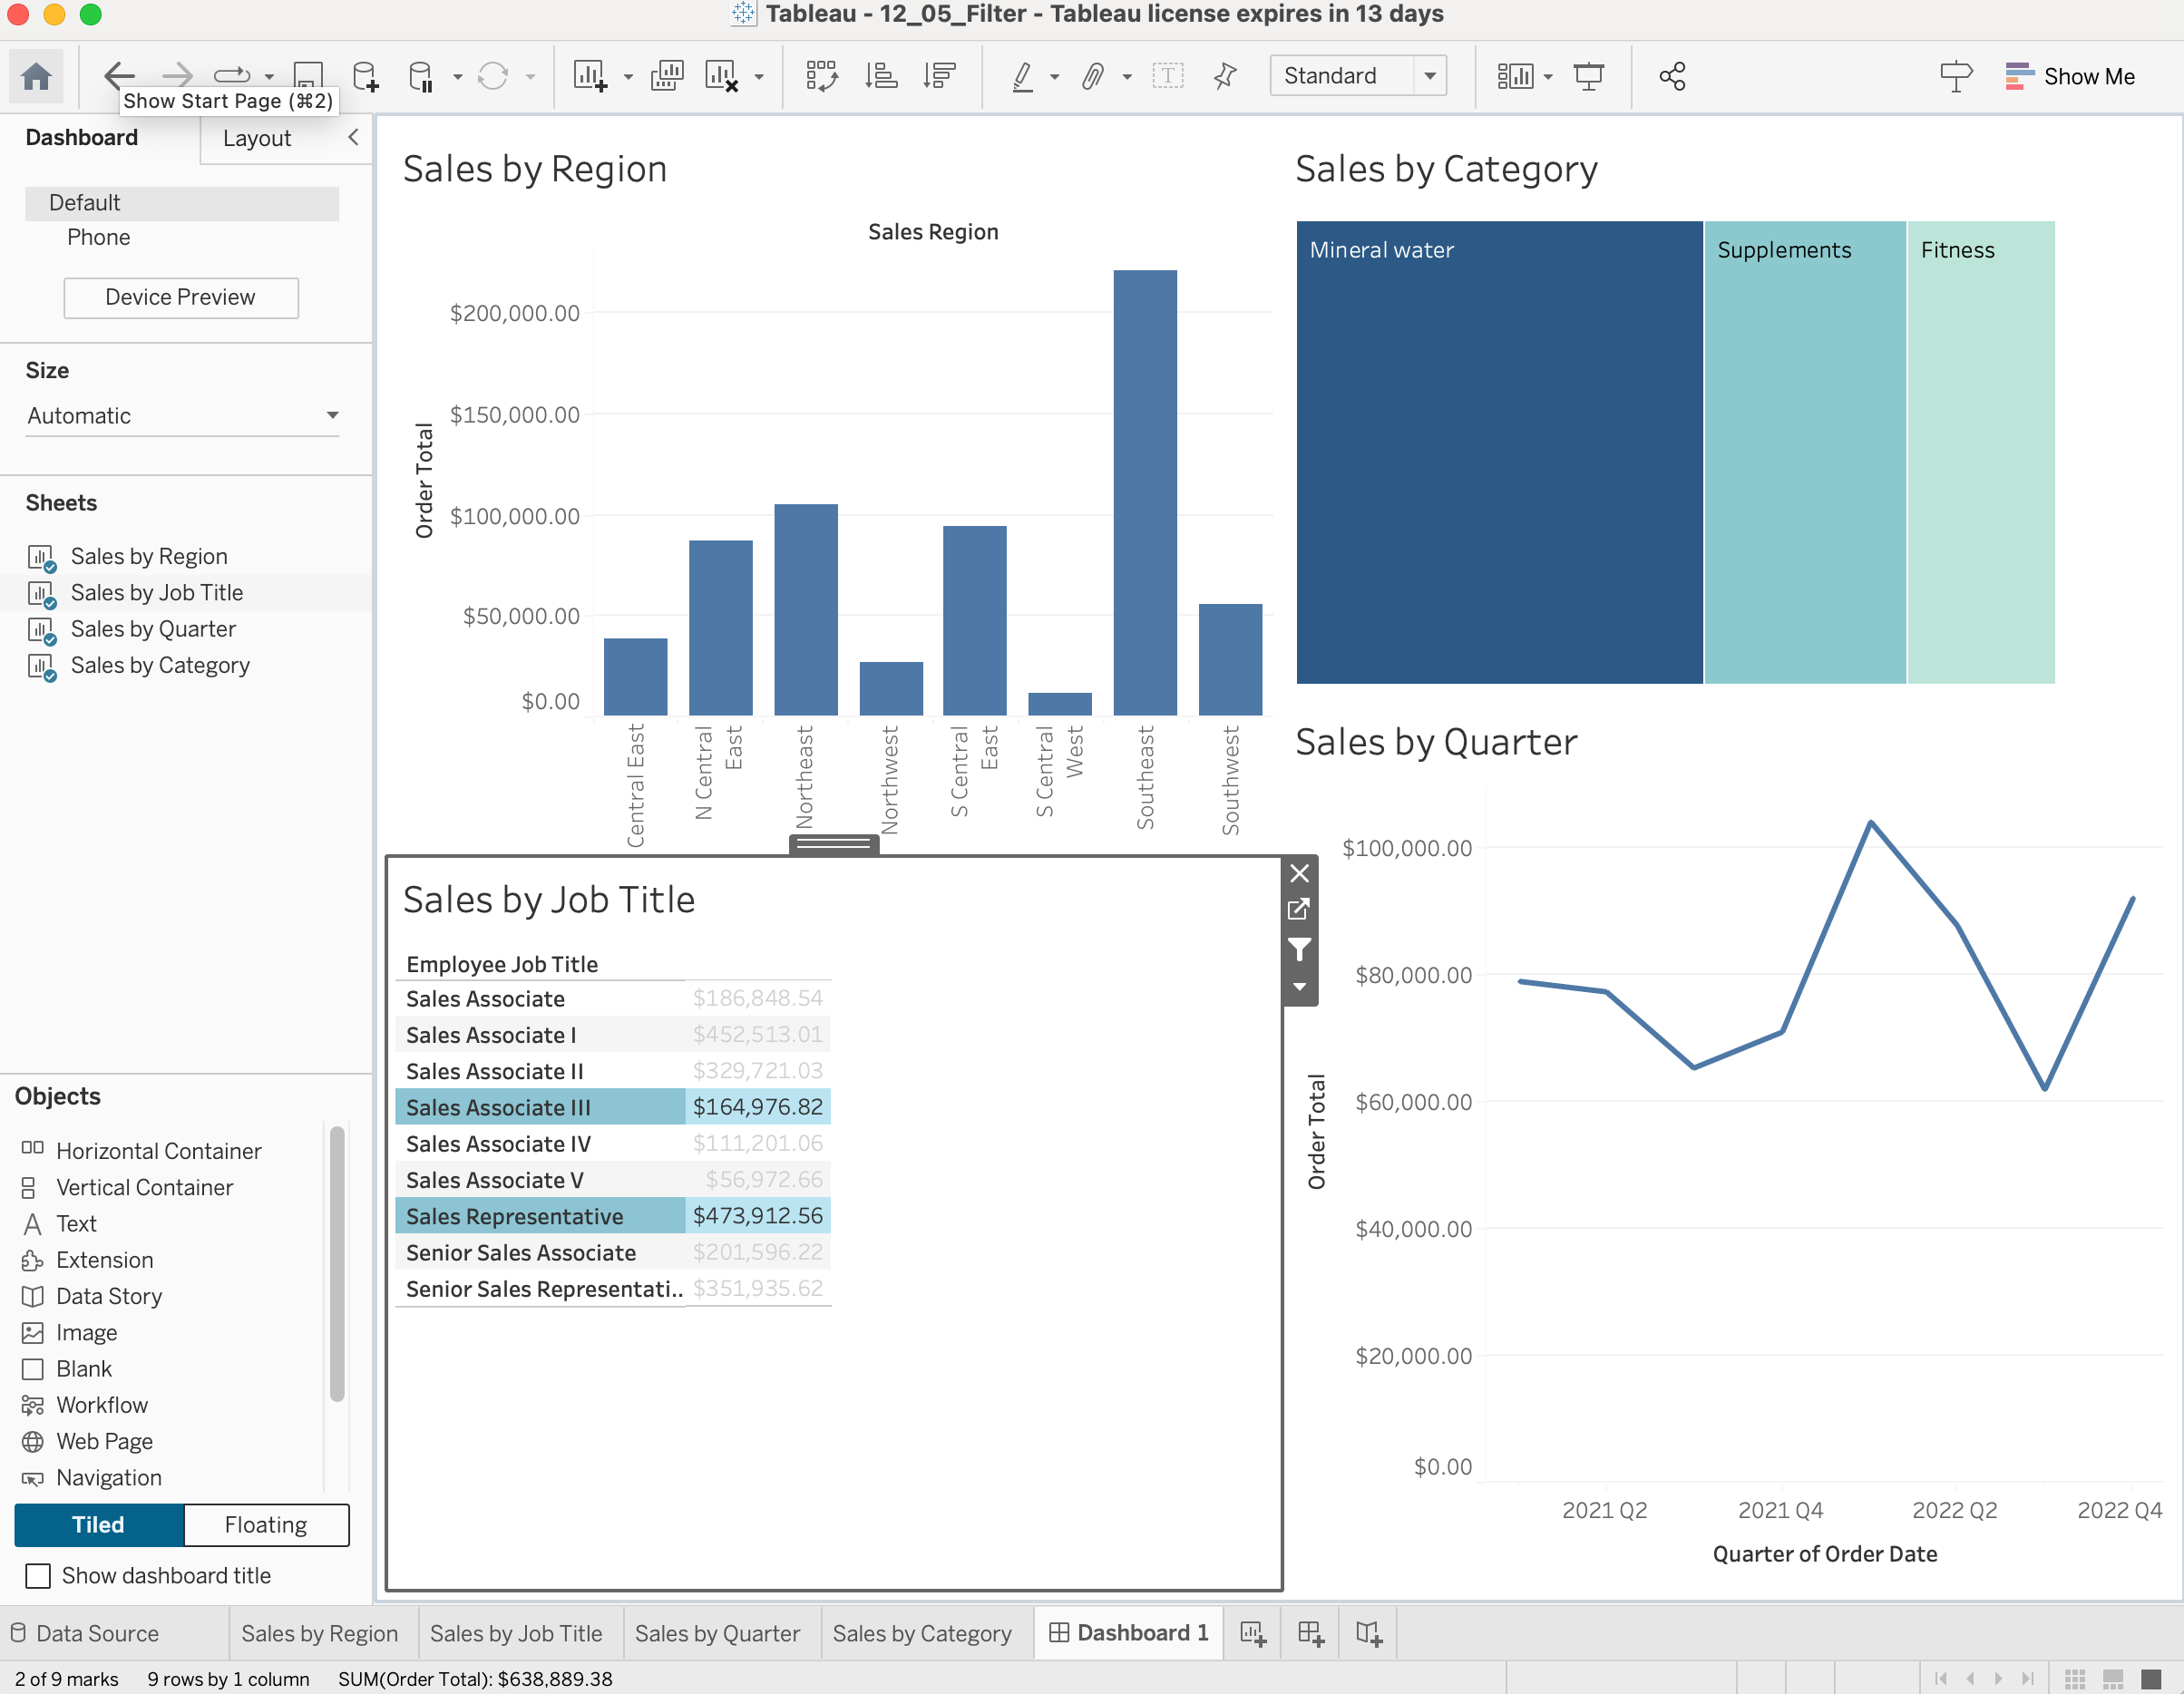 Tableau - 12_05_Filter - Tableau license expires in 13 days
Standard
Show Me
Show Start Page (⌘2)
Dashboard
Layout
Default
Phone
Device Preview
Size
Automatic
Sheets
Sales by Region
Sales by Job Title
Sales by Quarter
Sales by Category
Objects
Horizontal Container
Vertical Container
Text
Extension
Data Story
Image
Blank
Workflow
Web Page
Navigation
Tiled
Floating
Show dashboard title
Sales by Region
Sales Region
Order Total
$200,000.00
$150,000.00
$100,000.00
$50,000.00
$0.00
Central East
N Central
East
Northeast
Northwest
S Central
East
S Central
West
Southeast
Southwest
Sales by Category
Mineral water
Supplements
Fitness
Sales by Job Title
Employee Job Title
Sales Associate $186,848.54
Sales Associate I $452,513.01
Sales Associate II $329,721.03
Sales Associate III $164,976.82
Sales Associate IV $111,201.06
Sales Associate V $56,972.66
Sales Representative $473,912.56
Senior Sales Associate $201,596.22
Senior Sales Representati.. $351,935.62
Sales by Quarter
Order Total
$100,000.00
$80,000.00
$60,000.00
$40,000.00
$20,000.00
$0.00
2021 Q2
2021 Q4
2022 Q2
2022 Q4
Quarter of Order Date
Data Source
Sales by Region
Sales by Job Title
Sales by Quarter
Sales by Category
Dashboard 1
2 of 9 marks
9 rows by 1 column
SUM(Order Total): $638,889.38